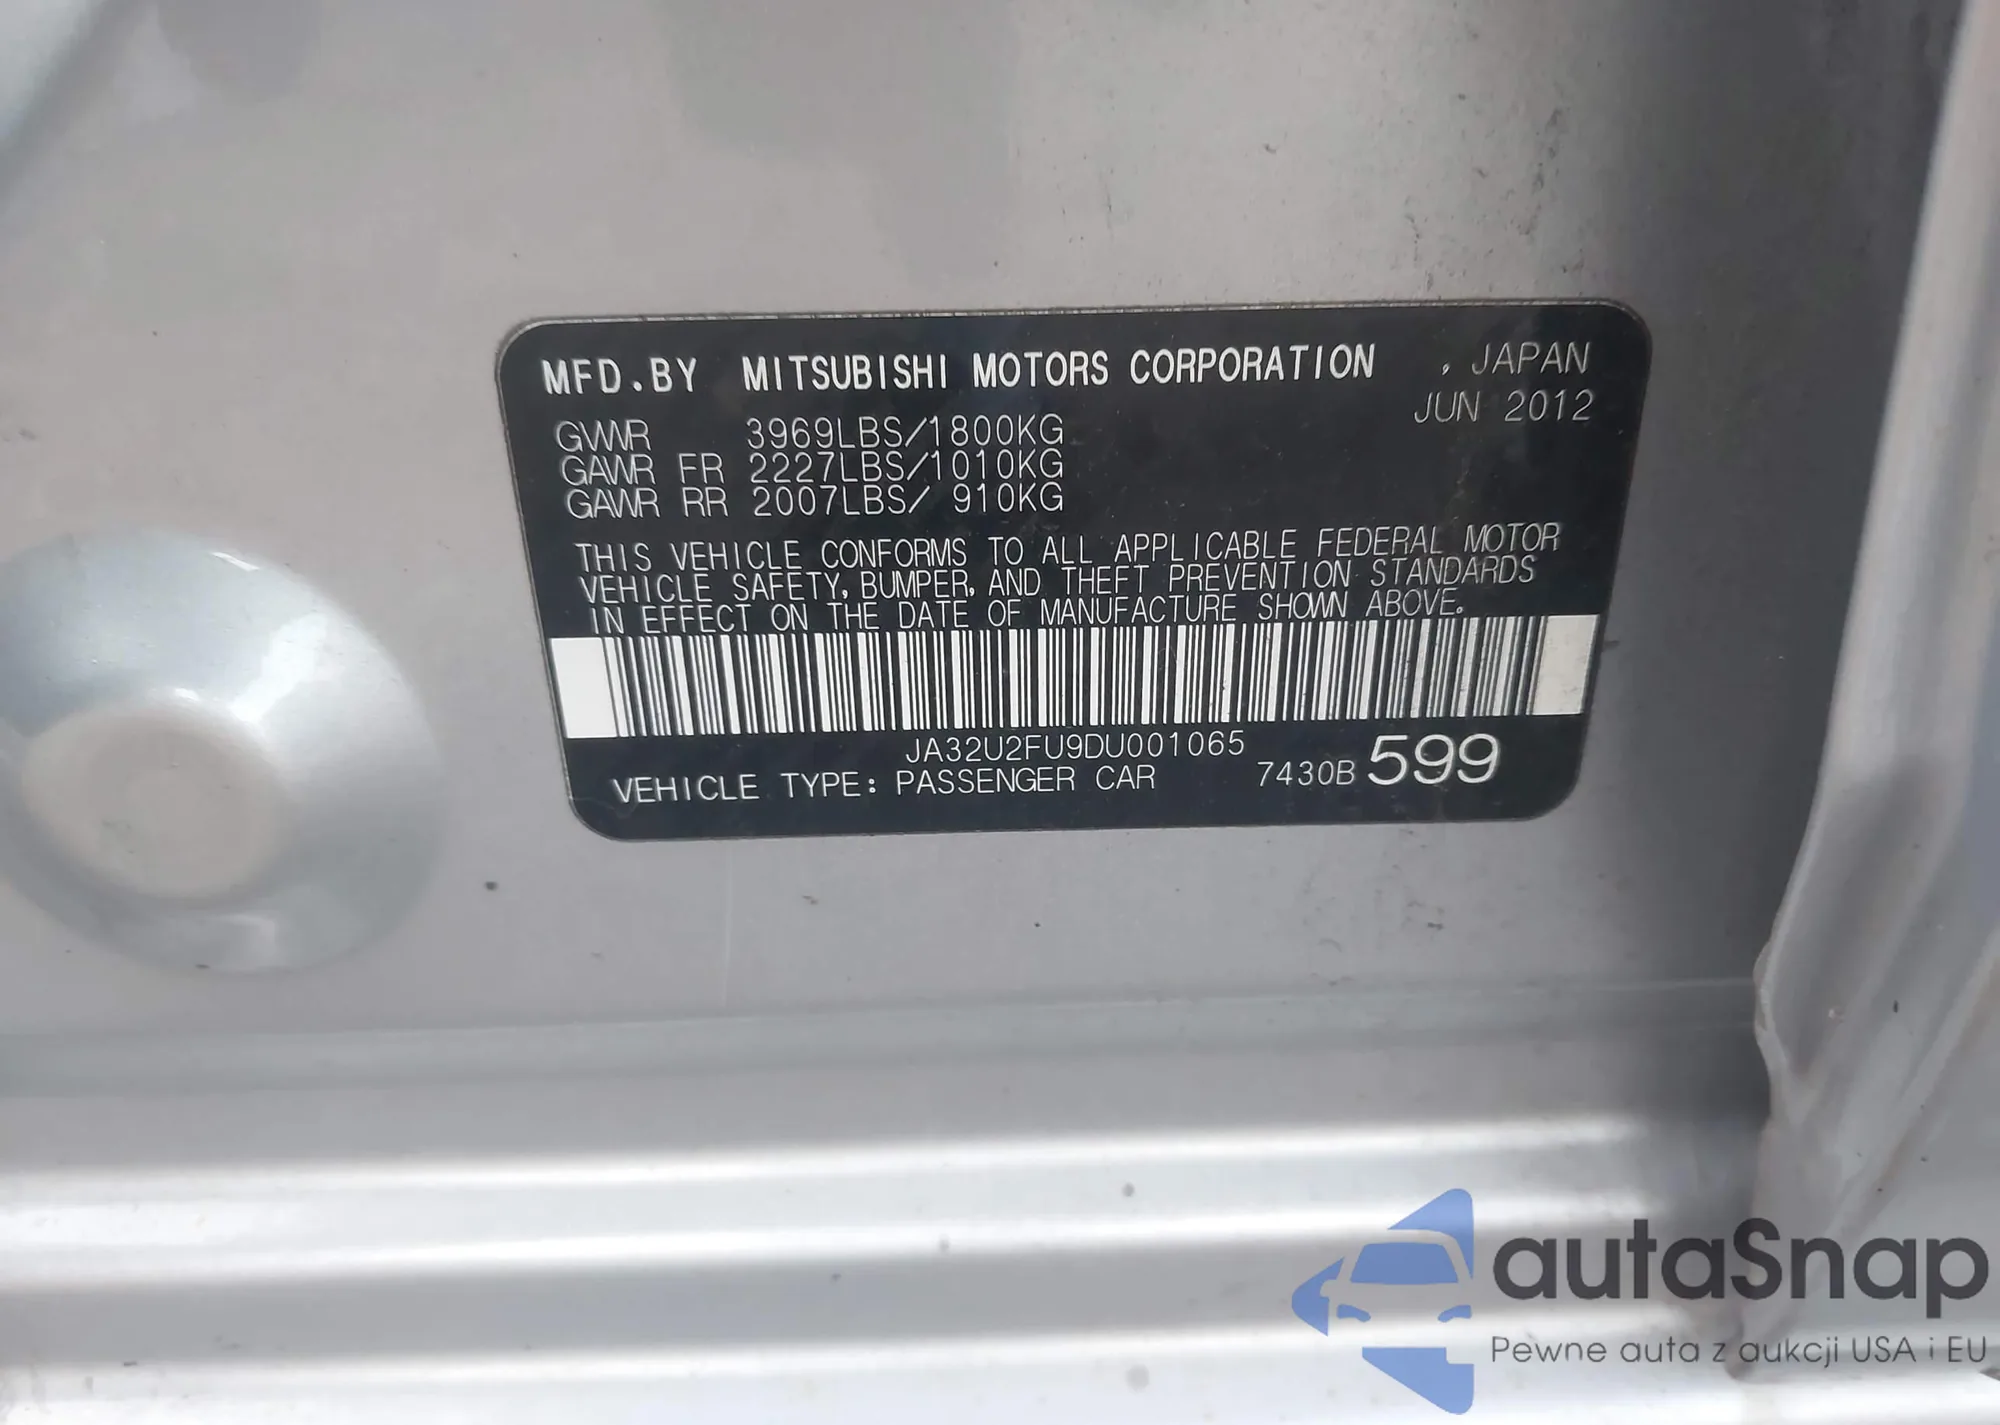 MFD.BY MITSUBISHI MOTORS CORPORATION , JAPAN
JUN 2012
GVWR 3969LBS/1800KG
GAWR FR 2227LBS/1010KG
GAWR RR 2007LBS/ 910KG
THIS VEHICLE CONFORMS TO ALL APPLICABLE FEDERAL MOTOR
VEHICLE SAFETY, BUMPER, AND THEFT PREVENTION STANDARDS
IN EFFECT ON THE DATE OF MANUFACTURE SHOWN ABOVE.
JA32U2FU9DU001065
VEHICLE TYPE: PASSENGER CAR 7430B 599
autaSnap
Pewne auta z aukcji USA i EU